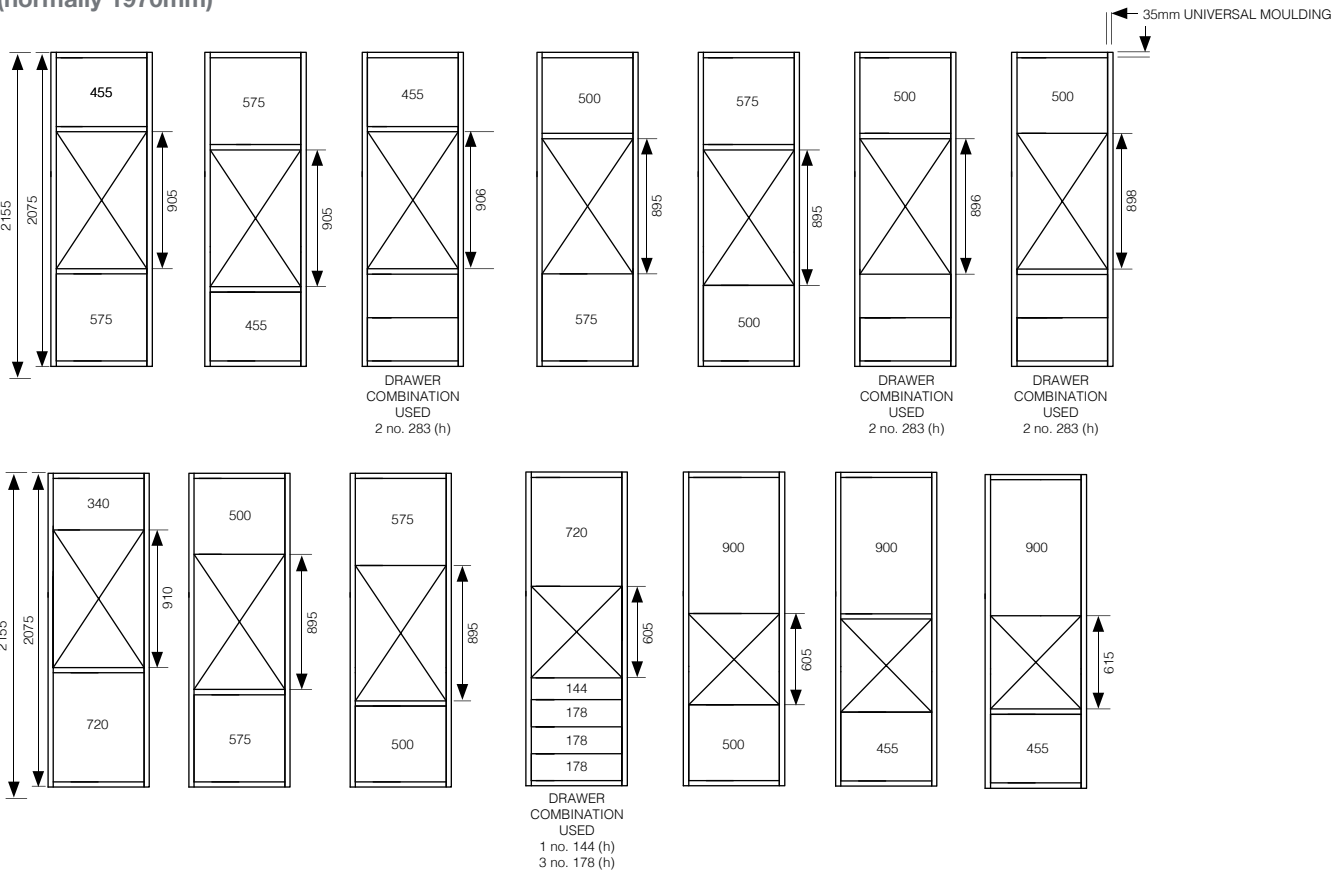 (normally 1970mm)
35mm UNIVERSAL MOULDING
2155
2075
455
905
575
575
905
455
455
906
DRAWER
COMBINATION
USED
2 no. 283 (h)
500
895
575
575
895
500
500
896
DRAWER
COMBINATION
USED
2 no. 283 (h)
500
898
DRAWER
COMBINATION
USED
2 no. 283 (h)
2155
2075
340
910
720
500
895
575
575
895
500
720
605
144
178
178
178
DRAWER
COMBINATION
USED
1 no. 144 (h)
3 no. 178 (h)
900
605
500
900
455
900
615
455